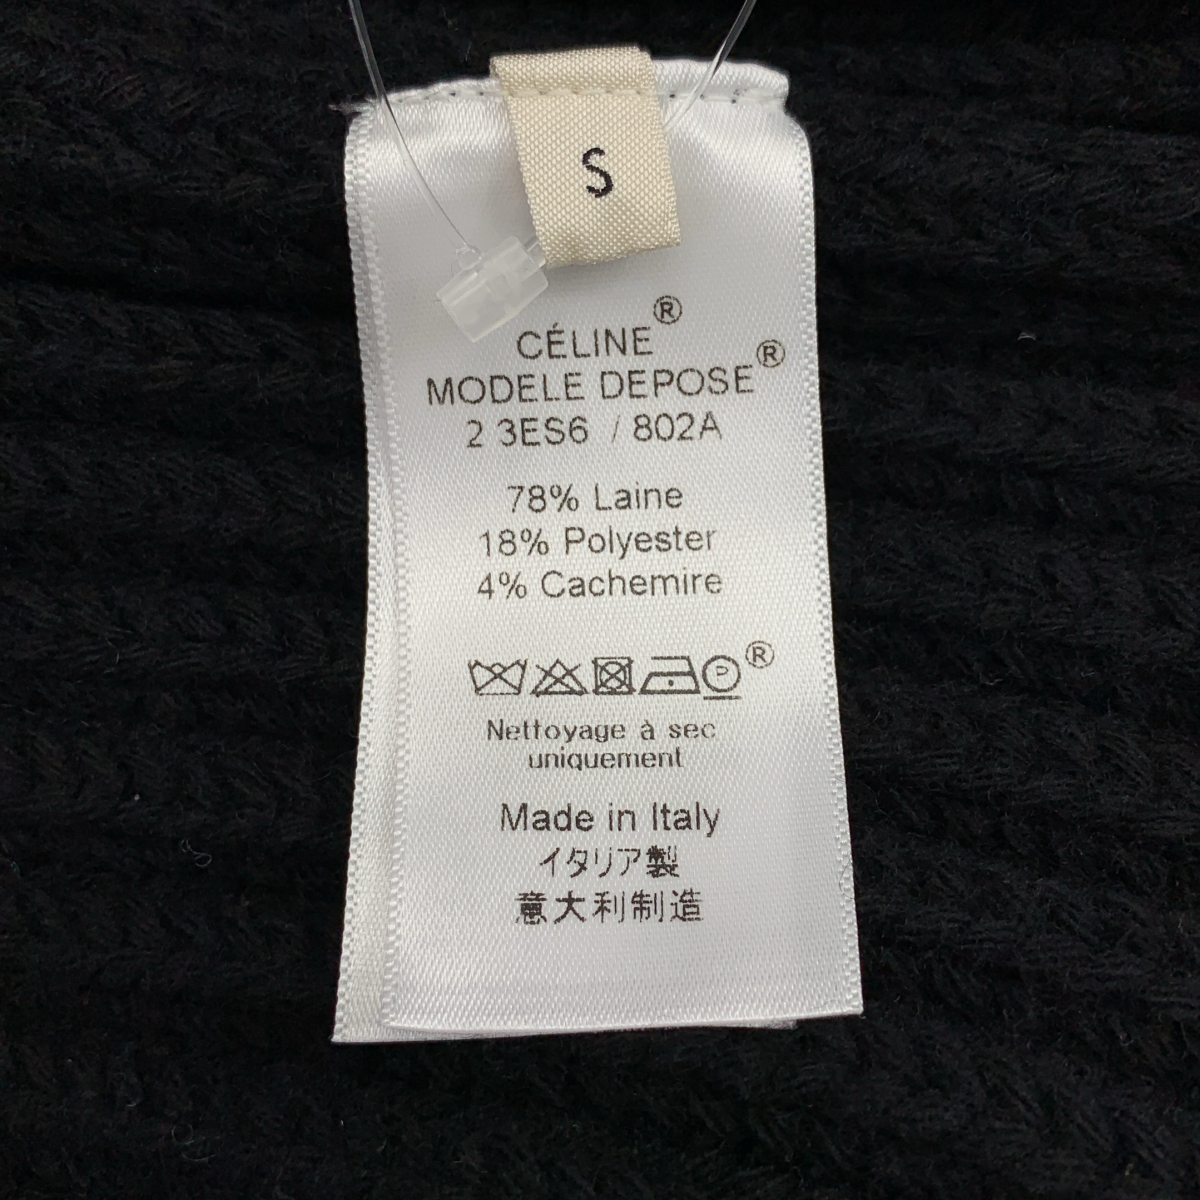 S
CÉLINE®
MODELE DEPOSE®
2 3ES6 / 802A
78% Laine
18% Polyester
4% Cachemire
P ®
Nettoyage à sec
uniquement
Made in Italy
イタリア製
意大利制造